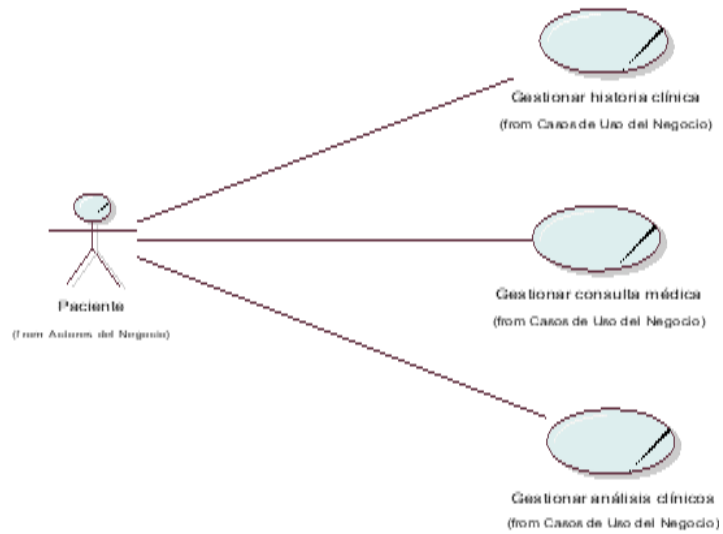 Gestionar historia clínica
(from Casos de Uso del Negocio)
Paciente
(from Actores del Negocio)
Gestionar consulta médica
(from Casos de Uso del Negocio)
Gestionar análisis clínicos
(from Casos de Uso del Negocio)